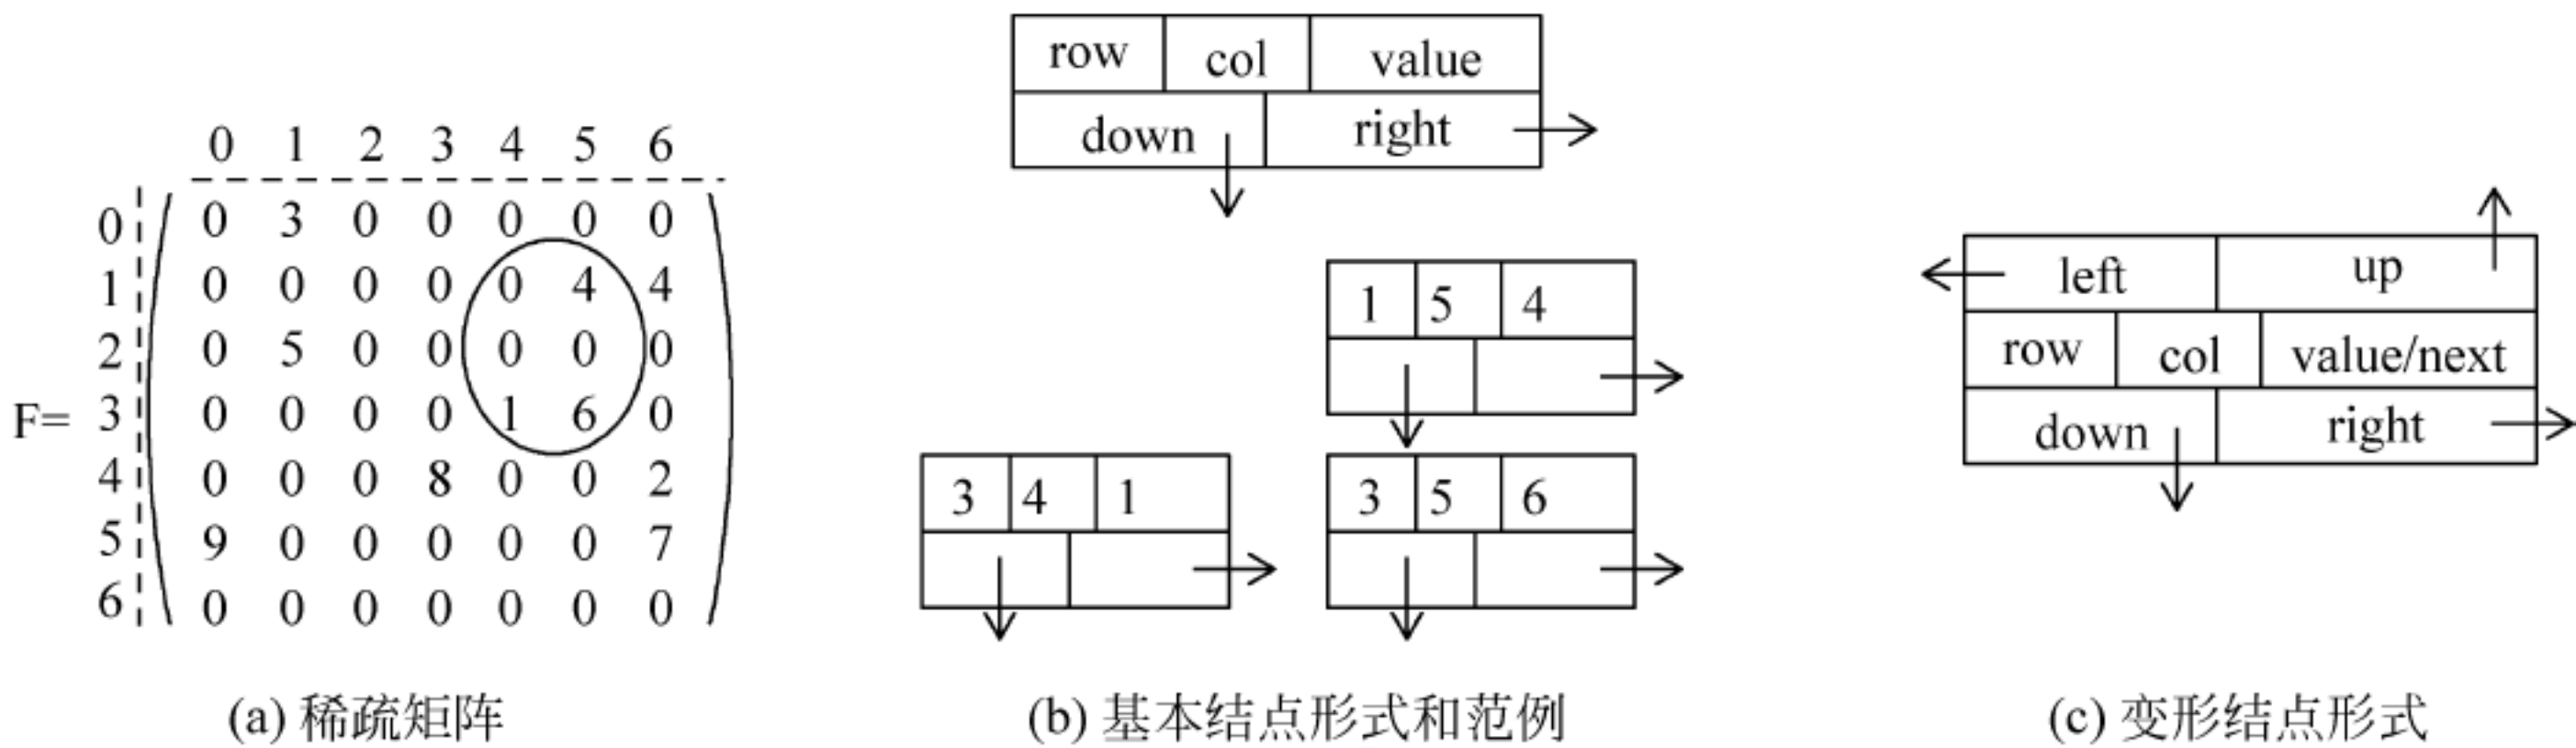 0 1 2 3 4 5 6
0 0 3 0 0 0 0 0
1 0 0 0 0 0 4 4
2 0 5 0 0 0 0 0
F= 3 0 0 0 0 1 6 0
4 0 0 0 8 0 0 2
5 9 0 0 0 0 0 7
6 0 0 0 0 0 0 0
(a) 稀疏矩阵
row col value
down right
1 5 4
3 4 1
3 5 6
(b) 基本结点形式和范例
left up
row col value/next
down right
(c) 变形结点形式